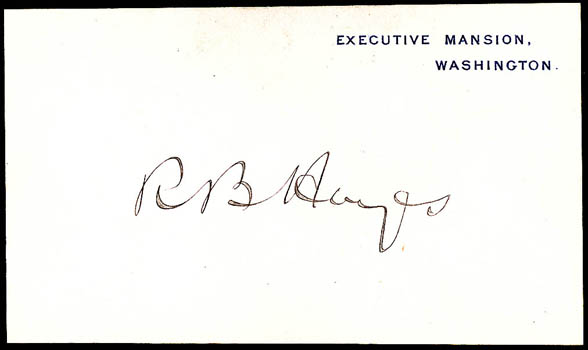 EXECUTIVE MANSION,
WASHINGTON.
R B Hayes